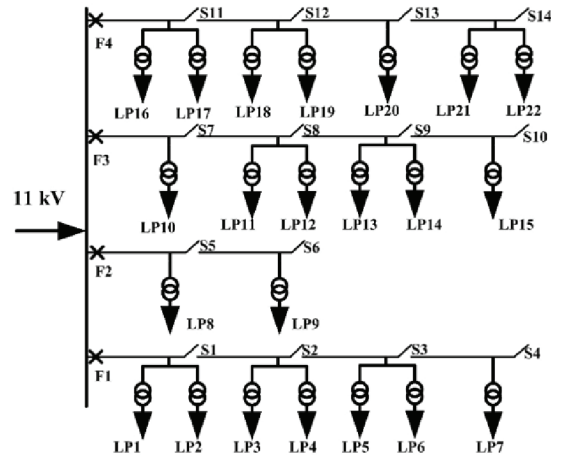 S11 S12 S13 S14
F4
LP16 LP17 LP18 LP19 LP20 LP21 LP22
S7 S8 S9 S10
F3
11 kV
LP10 LP11 LP12 LP13 LP14 LP15
S5 S6
F2
LP8 LP9
S1 S2 S3 S4
F1
LP1 LP2 LP3 LP4 LP5 LP6 LP7